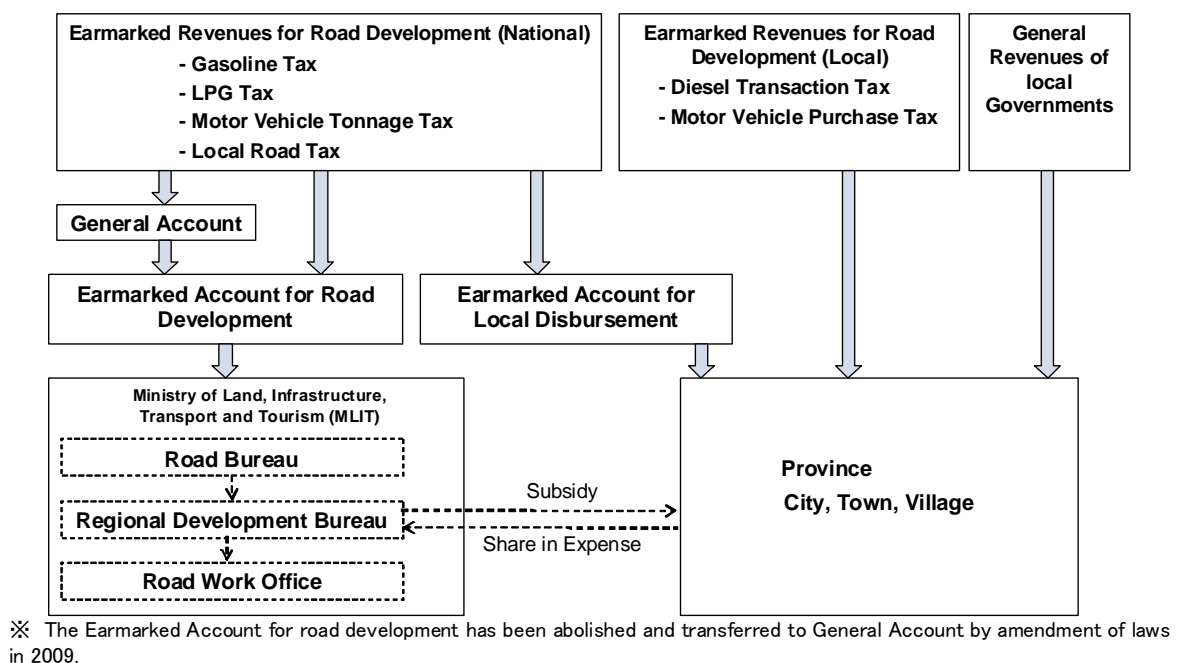 Earmarked Revenues for Road Development (National)
- Gasoline Tax
- LPG Tax
- Motor Vehicle Tonnage Tax
- Local Road Tax
Earmarked Revenues for Road
Development (Local)
- Diesel Transaction Tax
- Motor Vehicle Purchase Tax
General
Revenues of
local
Governments
General Account
Earmarked Account for Road
Development
Earmarked Account for
Local Disbursement
Ministry of Land, Infrastructure,
Transport and Tourism (MLIT)
Road Bureau
Regional Development Bureau
Road Work Office
Subsidy
Share in Expense
Province
City, Town, Village
※ The Earmarked Account for road development has been abolished and transferred to General Account by amendment of laws
in 2009.